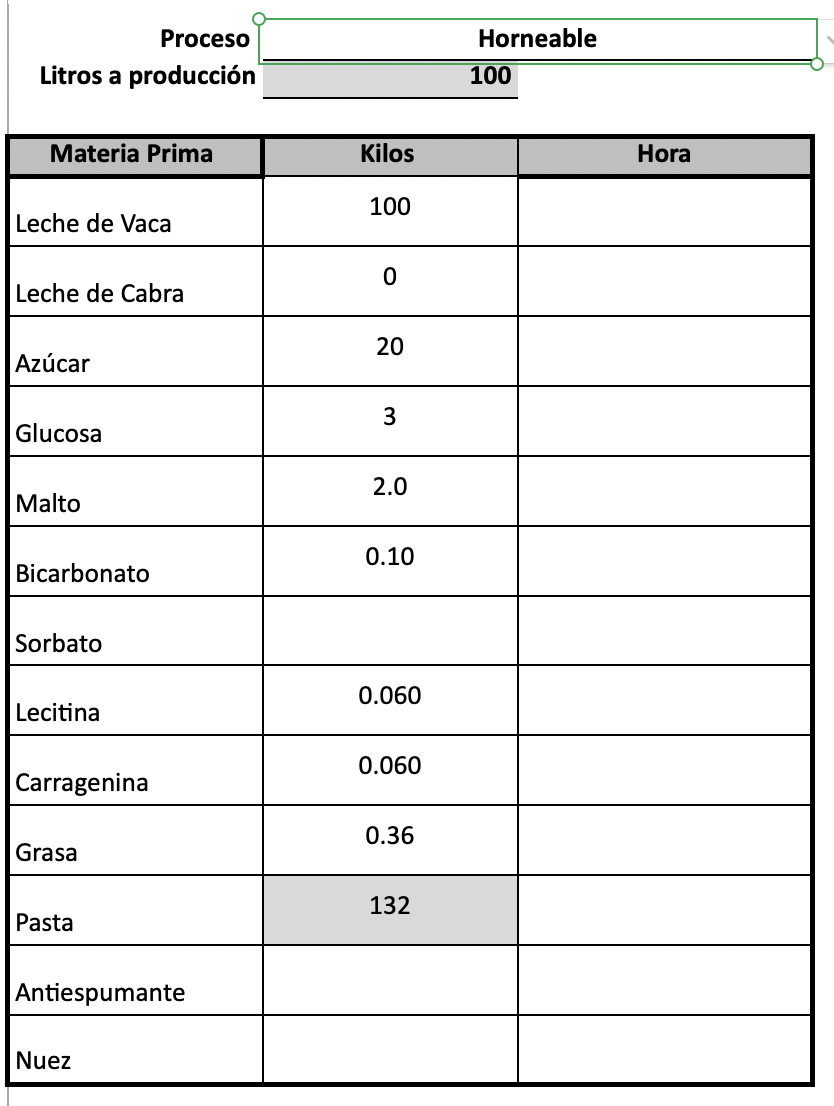 Proceso Horneable
Litros a producción 100
Materia Prima Kilos Hora
Leche de Vaca 100
Leche de Cabra 0
Azúcar 20
Glucosa 3
Malto 2.0
Bicarbonato 0.10
Sorbato
Lecitina 0.060
Carragenina 0.060
Grasa 0.36
Pasta 132
Antiespumante
Nuez